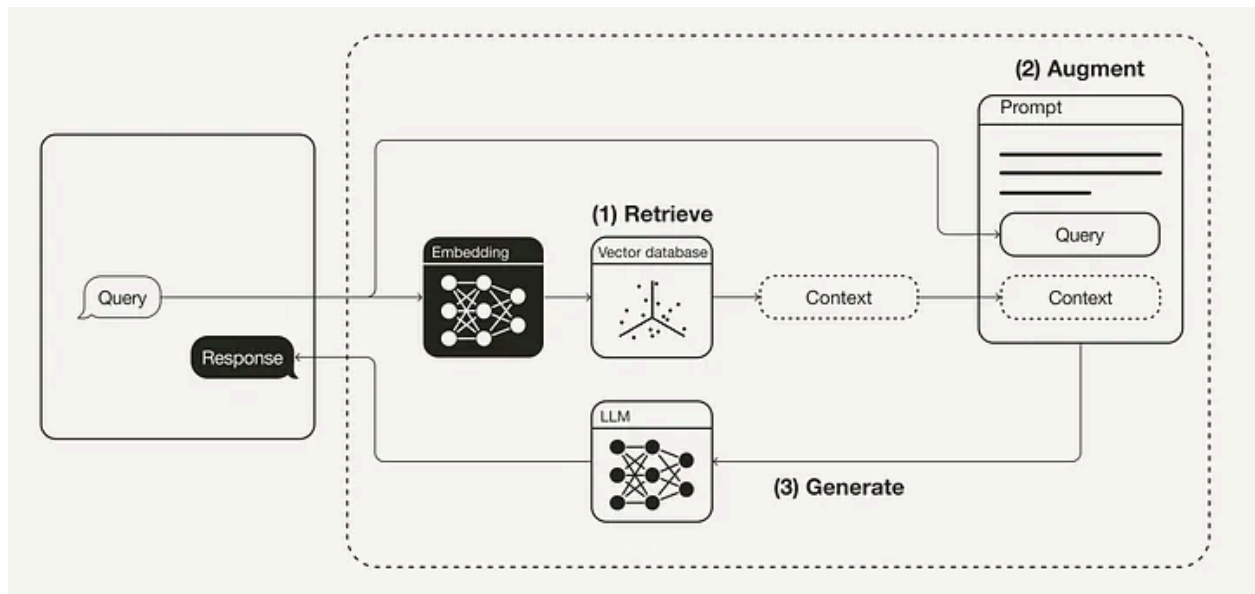 (2) Augment
Prompt
(1) Retrieve
Query
Embedding
Vector database
Query
Context
Context
Response
LLM
(3) Generate